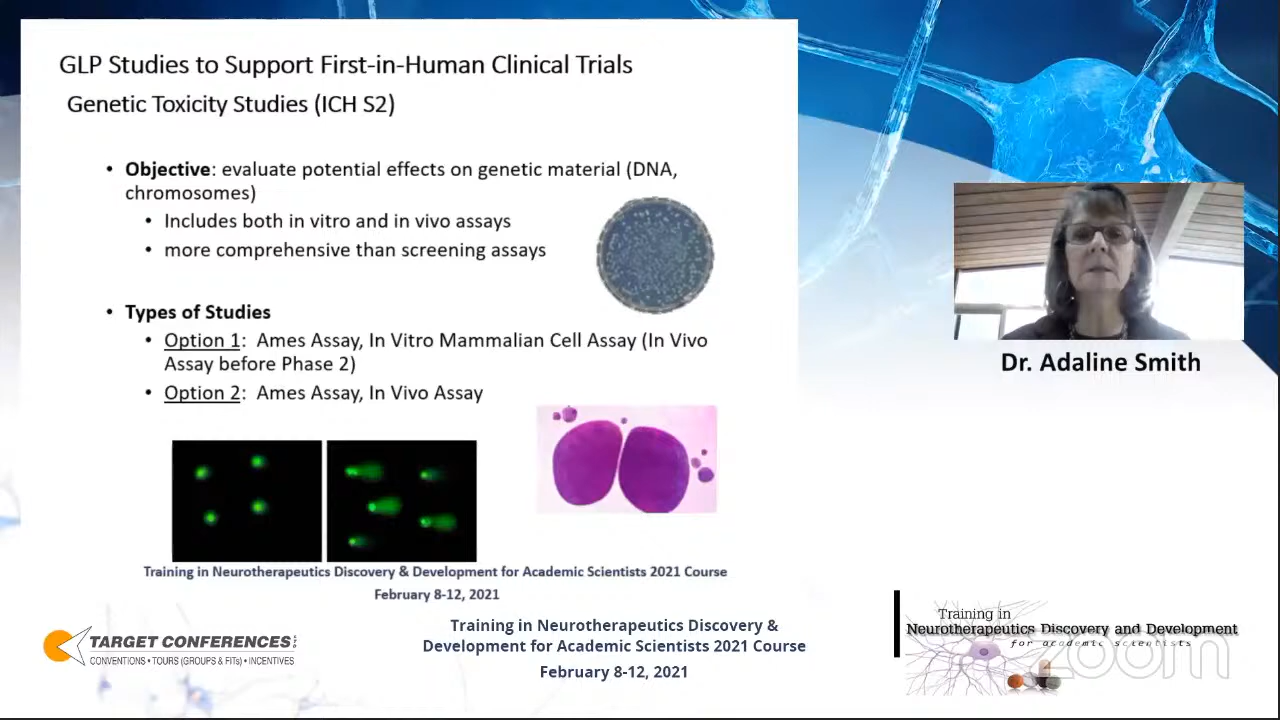 GLP Studies to Support First-in-Human Clinical Trials
Genetic Toxicity Studies (ICH S2)
• Objective: evaluate potential effects on genetic material (DNA,
chromosomes)
• Includes both in vitro and in vivo assays
• more comprehensive than screening assays
• Types of Studies
• Option 1: Ames Assay, In Vitro Mammalian Cell Assay (In Vivo
Assay before Phase 2)
• Option 2: Ames Assay, In Vivo Assay
Training in Neurotherapeutics Discovery & Development for Academic Scientists 2021 Course
February 8-12, 2021
Dr. Adaline Smith
TARGET CONFERENCES
CONVENTIONS • TOURS (GROUPS & FITs) • INCENTIVES
Training in Neurotherapeutics Discovery &
Development for Academic Scientists 2021 Course
February 8-12, 2021
Training in
Neurotherapeutics Discovery and Development
for academic scientists
zoom